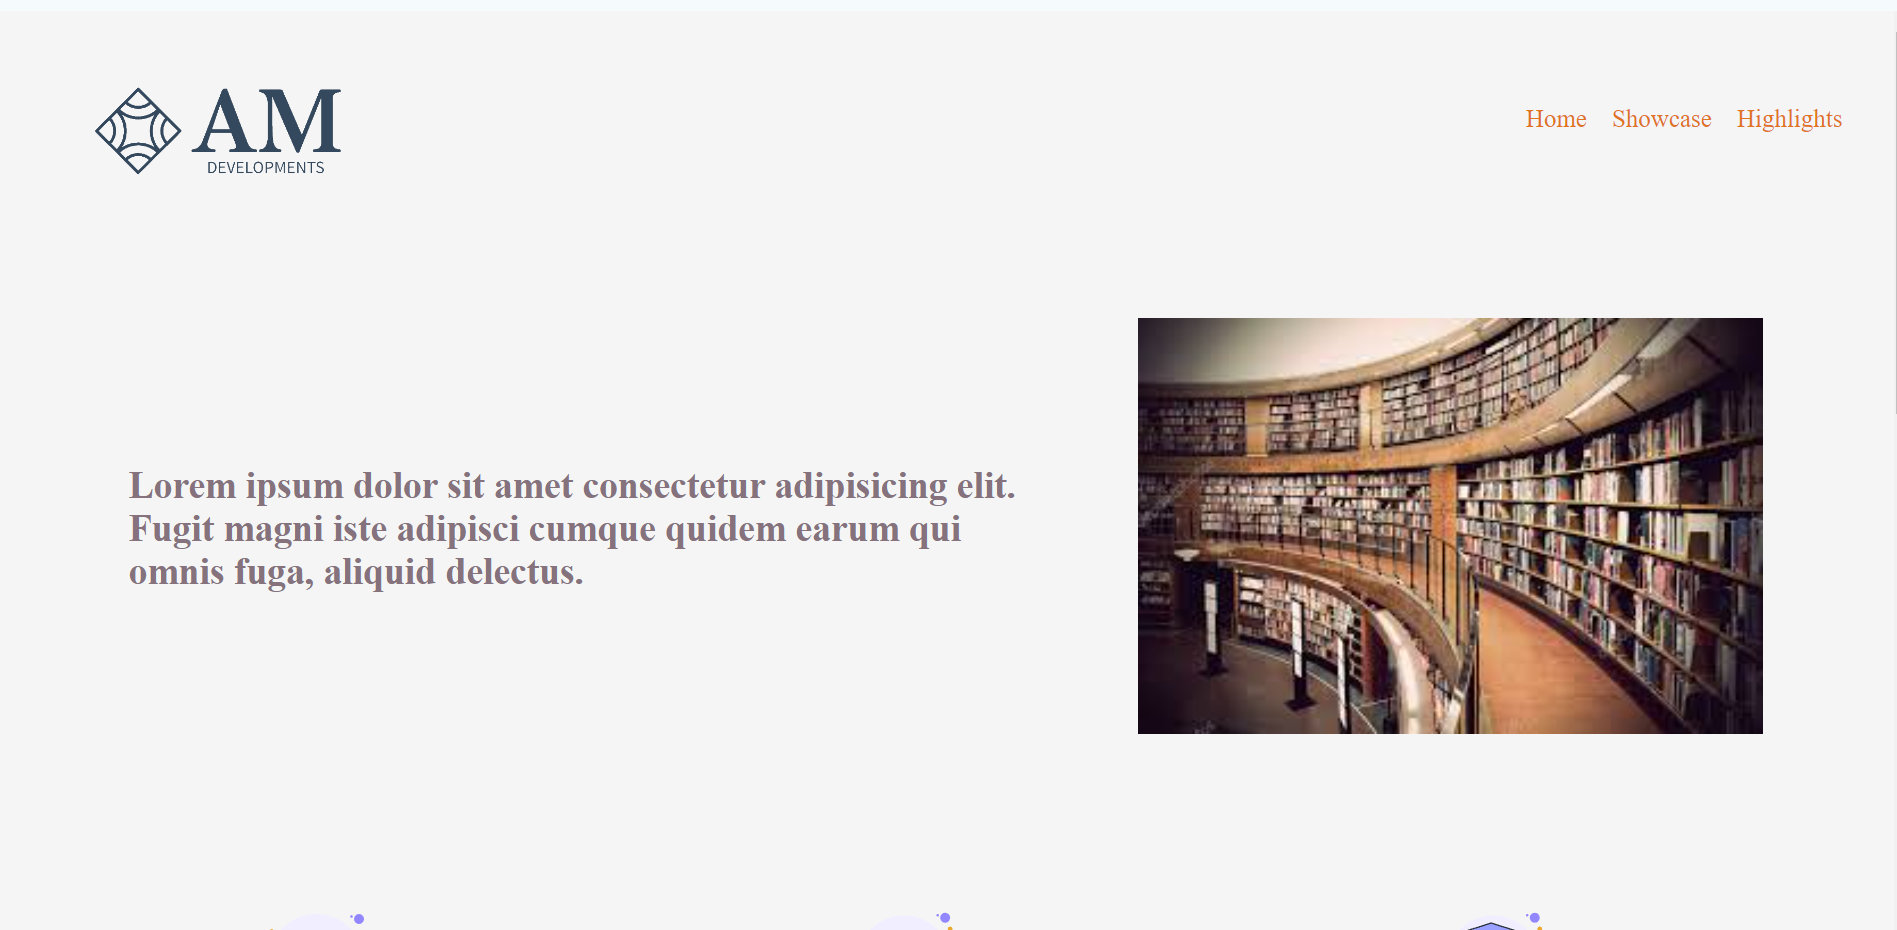 AM
DEVELOPMENTS
Home Showcase Highlights
Lorem ipsum dolor sit amet consectetur adipisicing elit.
Fugit magni iste adipisci cumque quidem earum qui
omnis fuga, aliquid delectus.